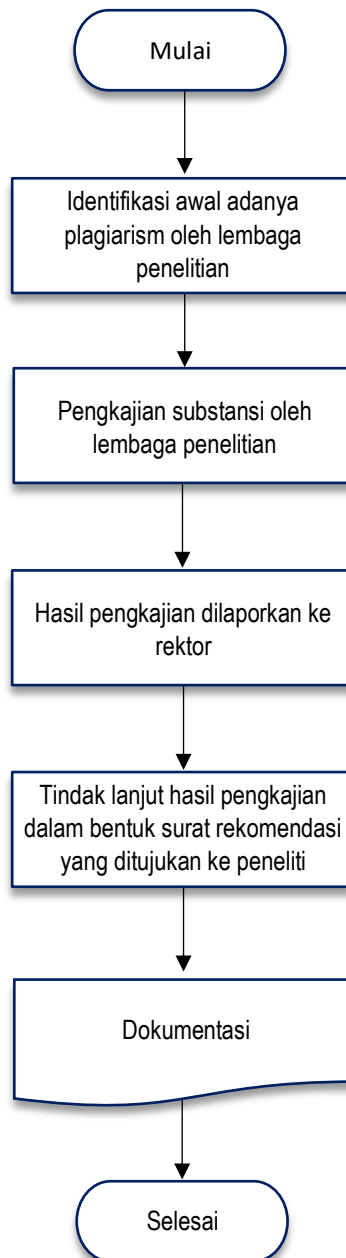 Mulai
Identifikasi awal adanya
plagiarism oleh lembaga
penelitian
Pengkajian substansi oleh
lembaga penelitian
Hasil pengkajian dilaporkan ke
rektor
Tindak lanjut hasil pengkajian
dalam bentuk surat rekomendasi
yang ditujukan ke peneliti
Dokumentasi
Selesai